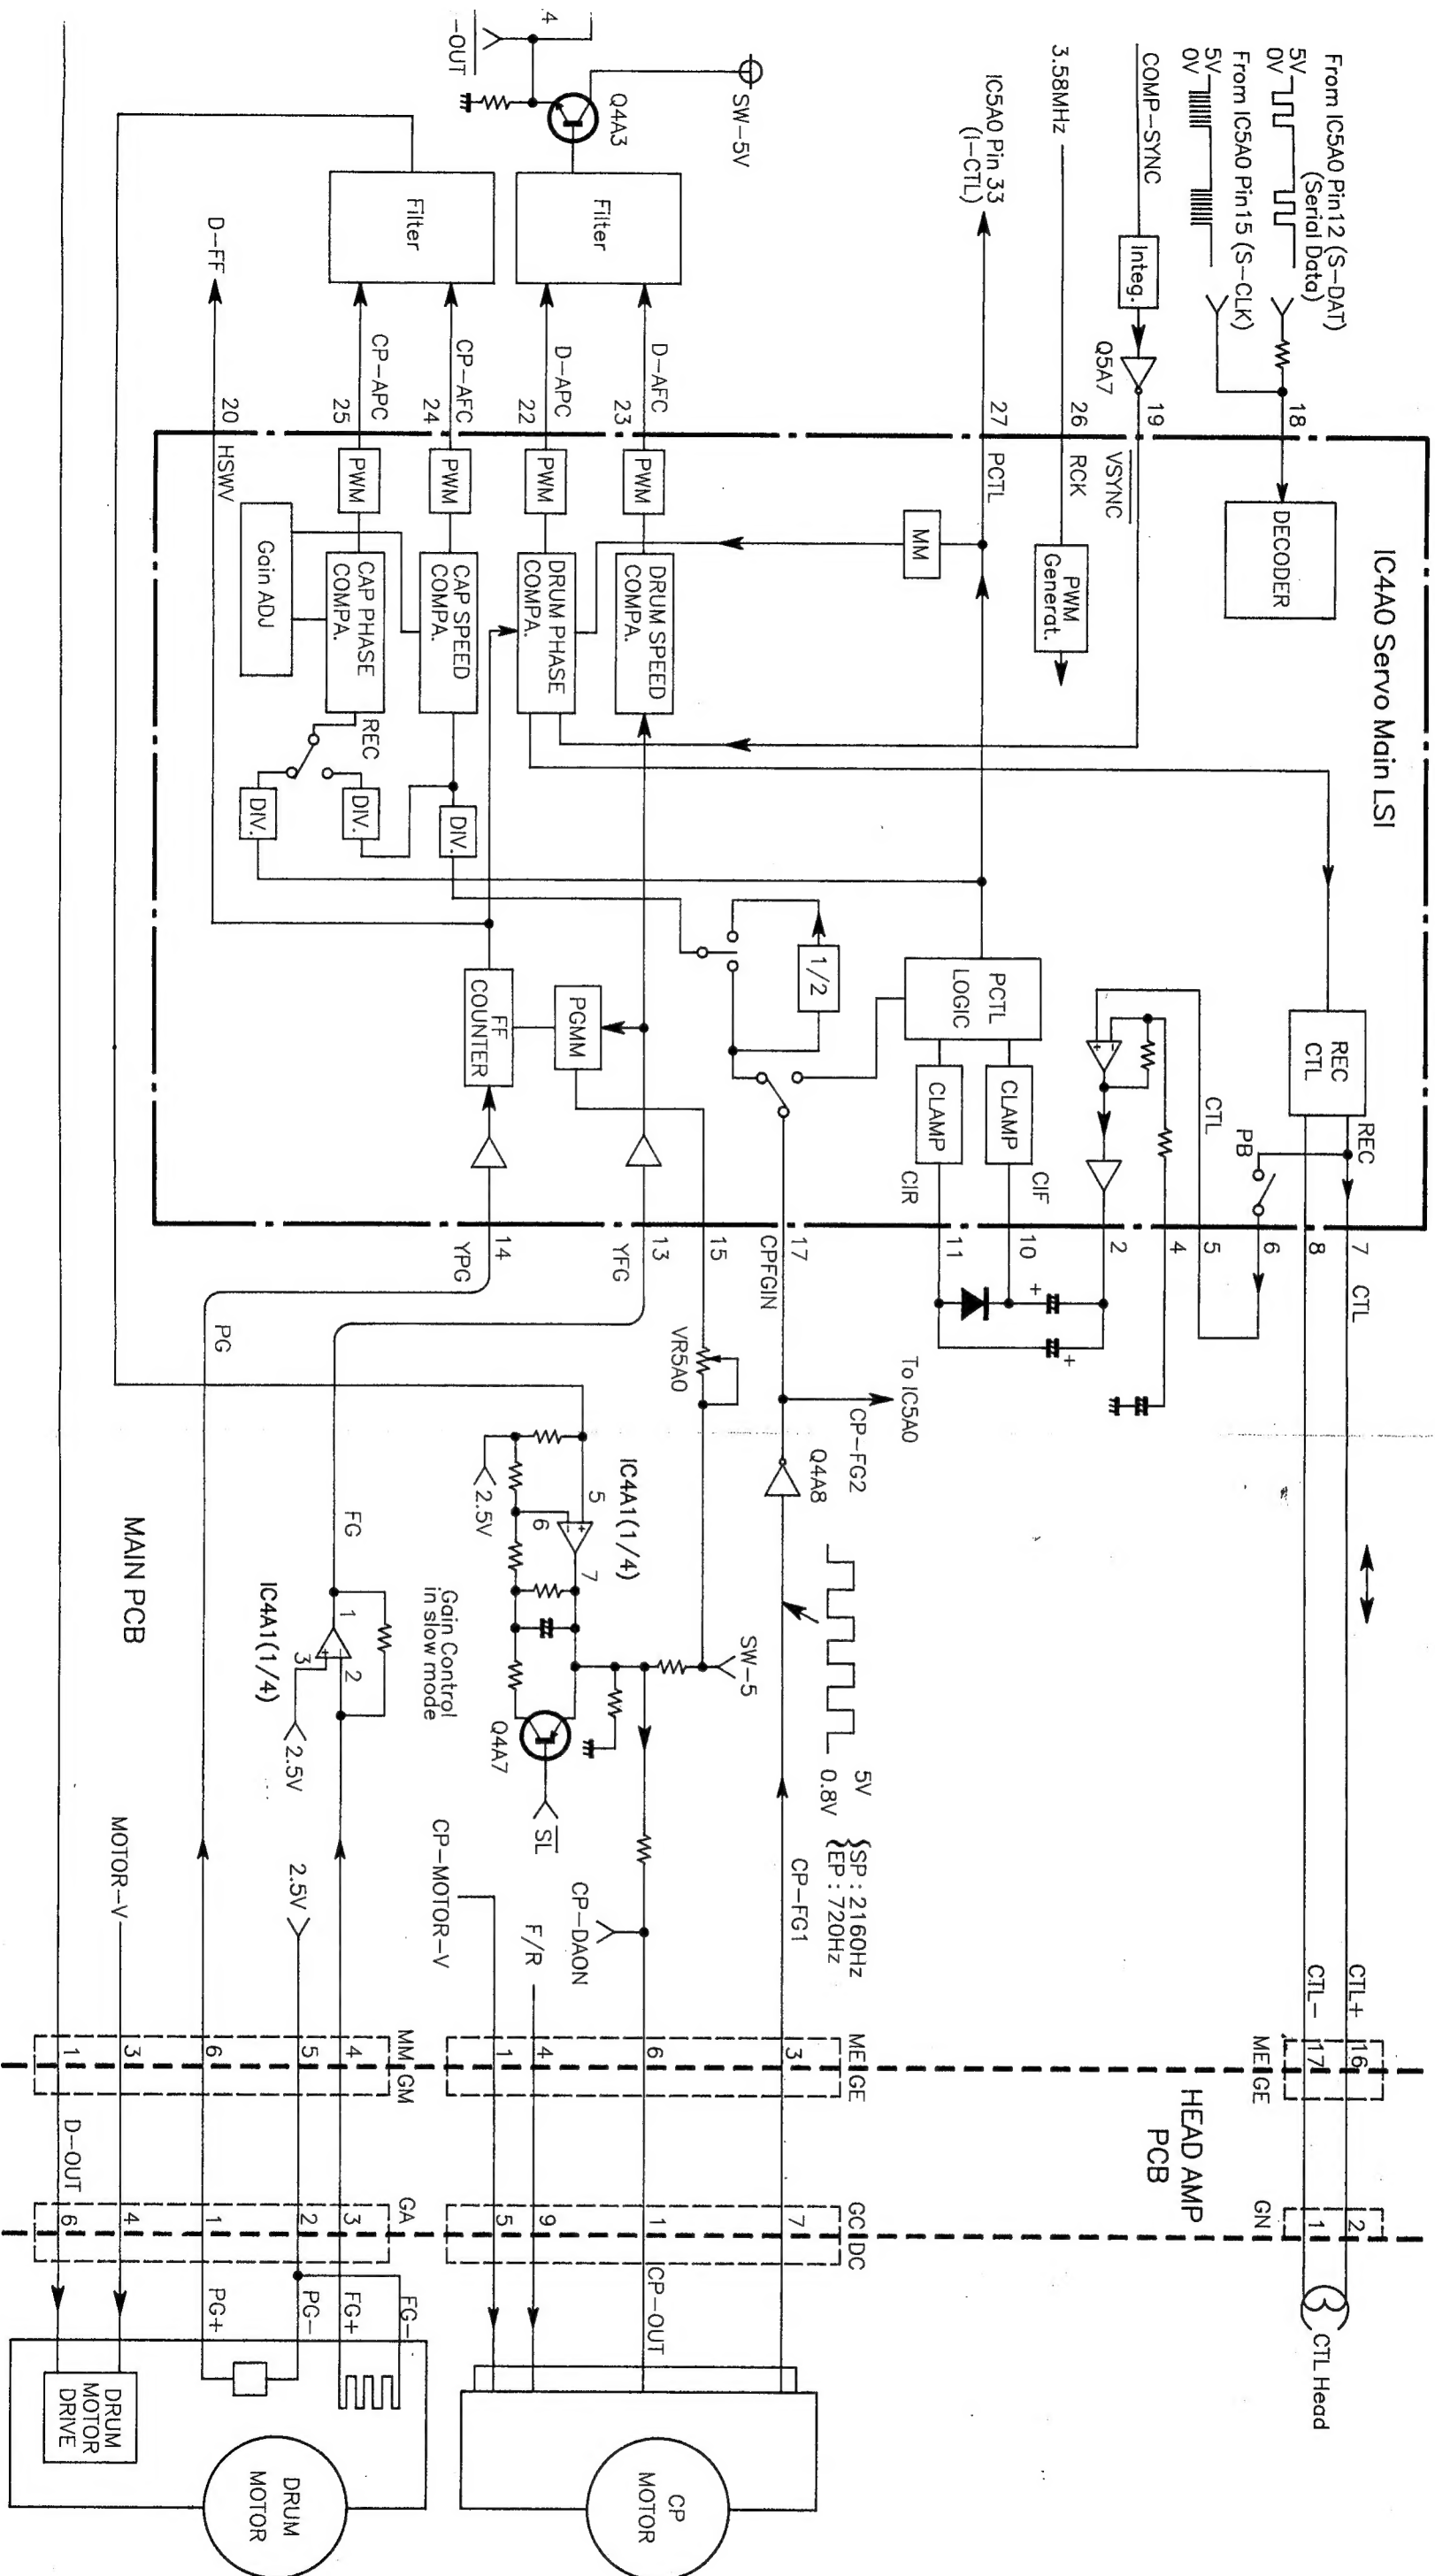 IC4A0 Servo Main LSI
From IC5A0 Pin12 (S-DAT)
(Serial Data)
5V
0V
From IC5A0 Pin15 (S-CLK)
5V
0V
18
DECODER
COMP-SYNC
Integ.
Q5A7
19
VSYNC
3.58MHz
26
RCK
PWM
Generat.
IC5A0 Pin 33
(I-CTL)
27
PCTL
MM
SW-5V
Q4A3
4
-OUT
Filter
D-AFC
23
PWM
DRUM SPEED
COMPA.
D-APC
22
PWM
DRUM PHASE
COMPA.
Filter
CP-AFC
24
PWM
CAP SPEED
COMPA.
CP-APC
25
PWM
CAP PHASE
COMPA.
Gain ADJ
D-FF
20
HSWV
REC
DIV.
DIV.
DIV.
1/2
PCTL
LOGIC
CLAMP
CLAMP
CIF
CIR
PGMM
FF
COUNTER
REC
CTL
REC
PB
CTL
7
CTL
8
6
5
4
2
10
11
+
+
-
+
17
CPFGIN
15
13
YFG
14
YPG
To IC5A0
CP-FG2
Q4A8
VR5A0
PG
FG
IC4A1(1/4)
5
6
7
+
-
2.5V
Gain Control
in slow mode
Q4A7
SL
SW-5
5V
0.8V
SP : 2160Hz
EP : 720Hz
CP-FG1
CP-DAON
F/R
CP-MOTOR-V
MAIN PCB
IC4A1(1/4)
1
2
3
2.5V
2.5V
MOTOR-V
CTL+
CTL-
16
17
ME GE
HEAD AMP
PCB
GN
2
1
CTL Head
ME GE
3
6
4
1
GC DC
7
1
9
5
CP-OUT
CP
MOTOR
MM GM
4
5
6
3
1
D-OUT
GA
3
2
1
4
6
FG-
FG+
PG-
PG+
DRUM
MOTOR
DRIVE
DRUM
MOTOR